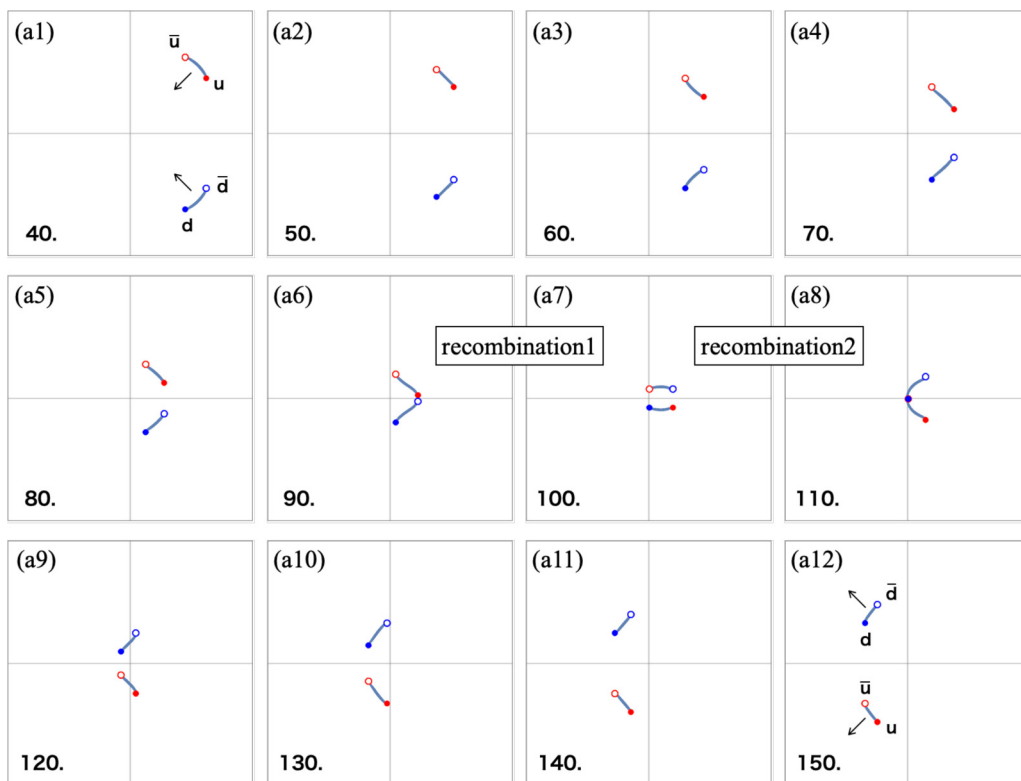 (a1)
(a2)
(a3)
(a4)
ū
u
d̄
d
40.
50.
60.
70.
(a5)
(a6)
(a7)
(a8)
recombination1
recombination2
80.
90.
100.
110.
(a9)
(a10)
(a11)
(a12)
d̄
d
ū
u
120.
130.
140.
150.